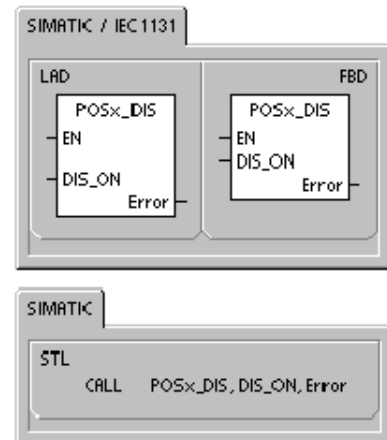 SIMATIC / IEC1131
LAD
FBD
POSx_DIS
EN
DIS_ON
Error
POSx_DIS
EN
DIS_ON
Error
SIMATIC
STL
CALL POSx_DIS, DIS_ON, Error